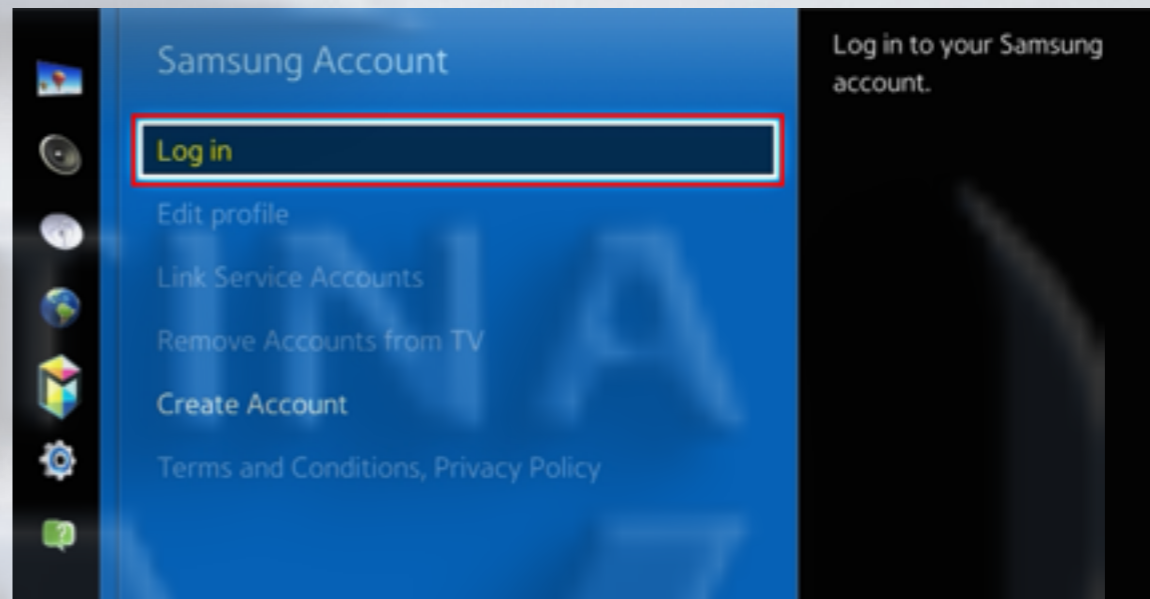 Samsung Account
Log in
Edit profile
Link Service Accounts
Remove Accounts from TV
Create Account
Terms and Conditions, Privacy Policy
Log in to your Samsung
account.
INA